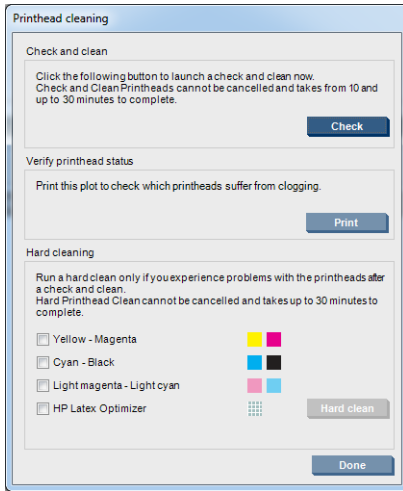 Printhead cleaning
Check and clean
Click the following button to launch a check and clean now.
Check and Clean Printheads cannot be cancelled and takes from 10 and
up to 30 minutes to complete.
Check
Verify printhead status
Print this plot to check which printheads suffer from clogging.
Print
Hard cleaning
Run a hard clean only if you experience problems with the printheads after
a check and clean.
Hard Printhead Clean cannot be cancelled and takes up to 30 minutes to
complete.
Yellow - Magenta
Cyan - Black
Light magenta - Light cyan
HP Latex Optimizer
Hard clean
Done